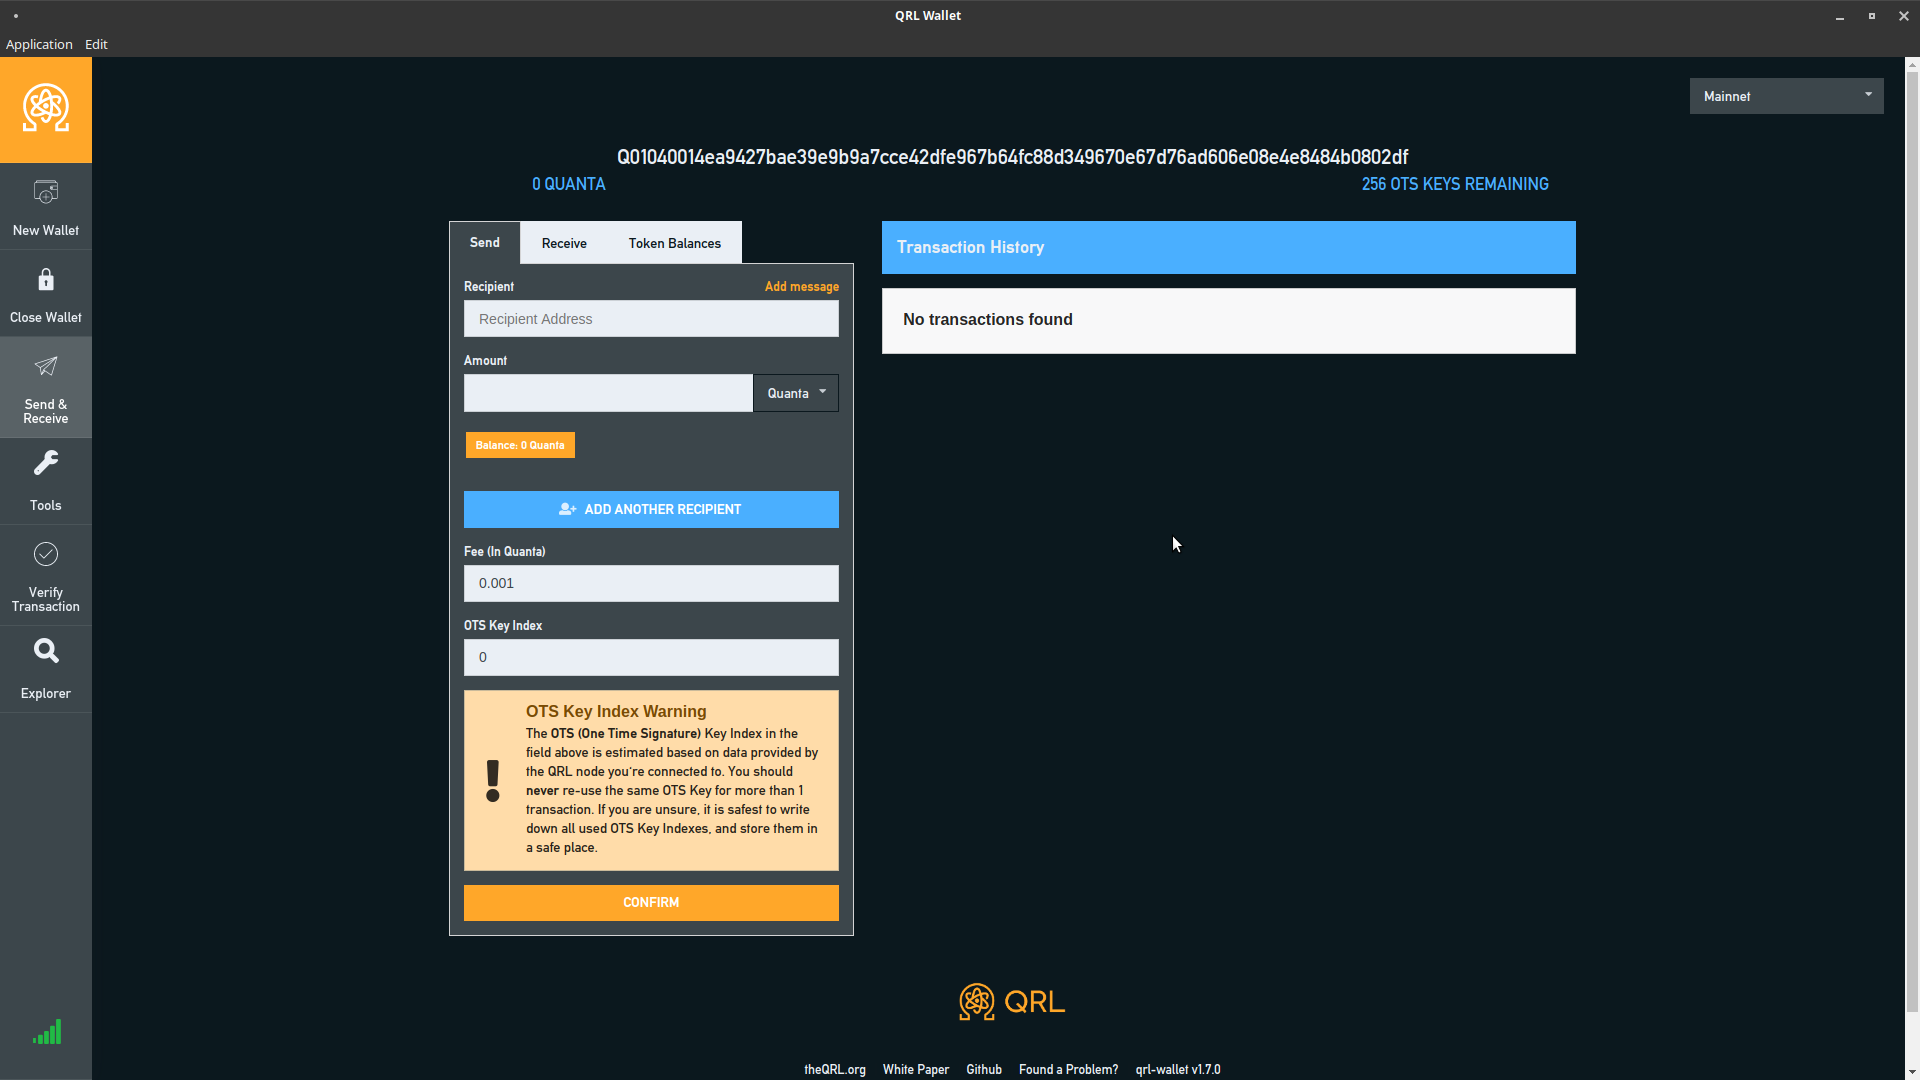 QRL Wallet
Application Edit
Mainnet
Q01040014ea9427bae39e9b9a7cce42dfe967b64fc88d349670e67d76ad606e08e4e8484b0802df
0 QUANTA
256 OTS KEYS REMAINING
New Wallet
Close Wallet
Send &
Receive
Tools
Verify
Transaction
Explorer
Send Receive Token Balances
Recipient Add message
Recipient Address
Amount
Quanta
Balance: 0 Quanta
ADD ANOTHER RECIPIENT
Fee (In Quanta)
0.001
OTS Key Index
0
OTS Key Index Warning
The OTS (One Time Signature) Key Index in the
field above is estimated based on data provided by
the QRL node you're connected to. You should
never re-use the same OTS Key for more than 1
transaction. If you are unsure, it is safest to write
down all used OTS Key Indexes, and store them in
a safe place.
CONFIRM
Transaction History
No transactions found
QRL
theQRL.org White Paper Github Found a Problem? qrl-wallet v1.7.0